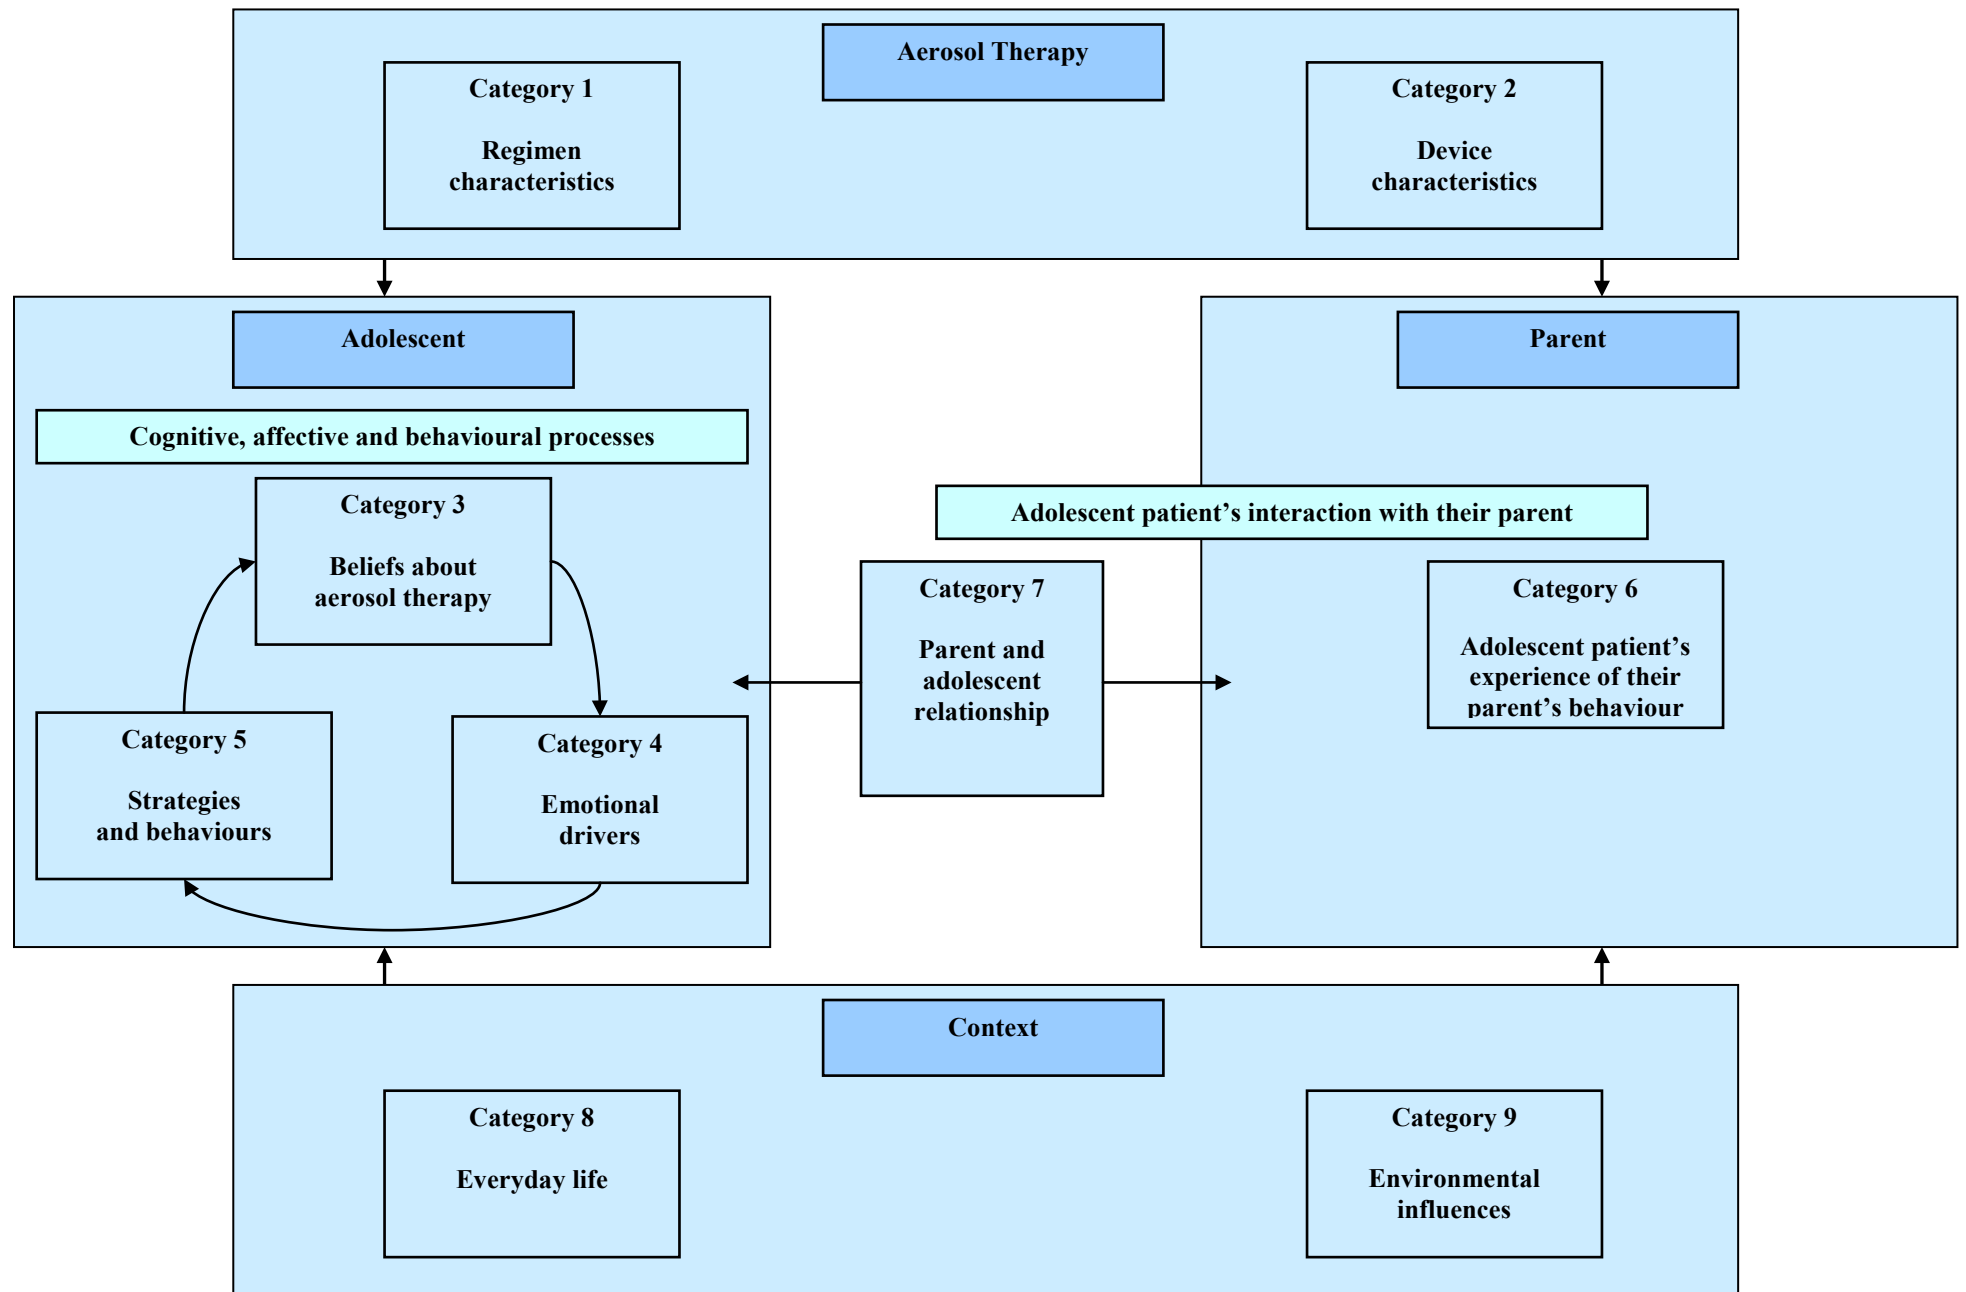 Aerosol Therapy
Category 1
Regimen
characteristics
Category 2
Device
characteristics
Adolescent
Cognitive, affective and behavioural processes
Category 3
Beliefs about
aerosol therapy
Category 5
Strategies
and behaviours
Category 4
Emotional
drivers
Parent
Adolescent patient’s interaction with their parent
Category 7
Parent and
adolescent
relationship
Category 6
Adolescent patient’s
experience of their
parent’s behaviour
Context
Category 8
Everyday life
Category 9
Environmental
influences